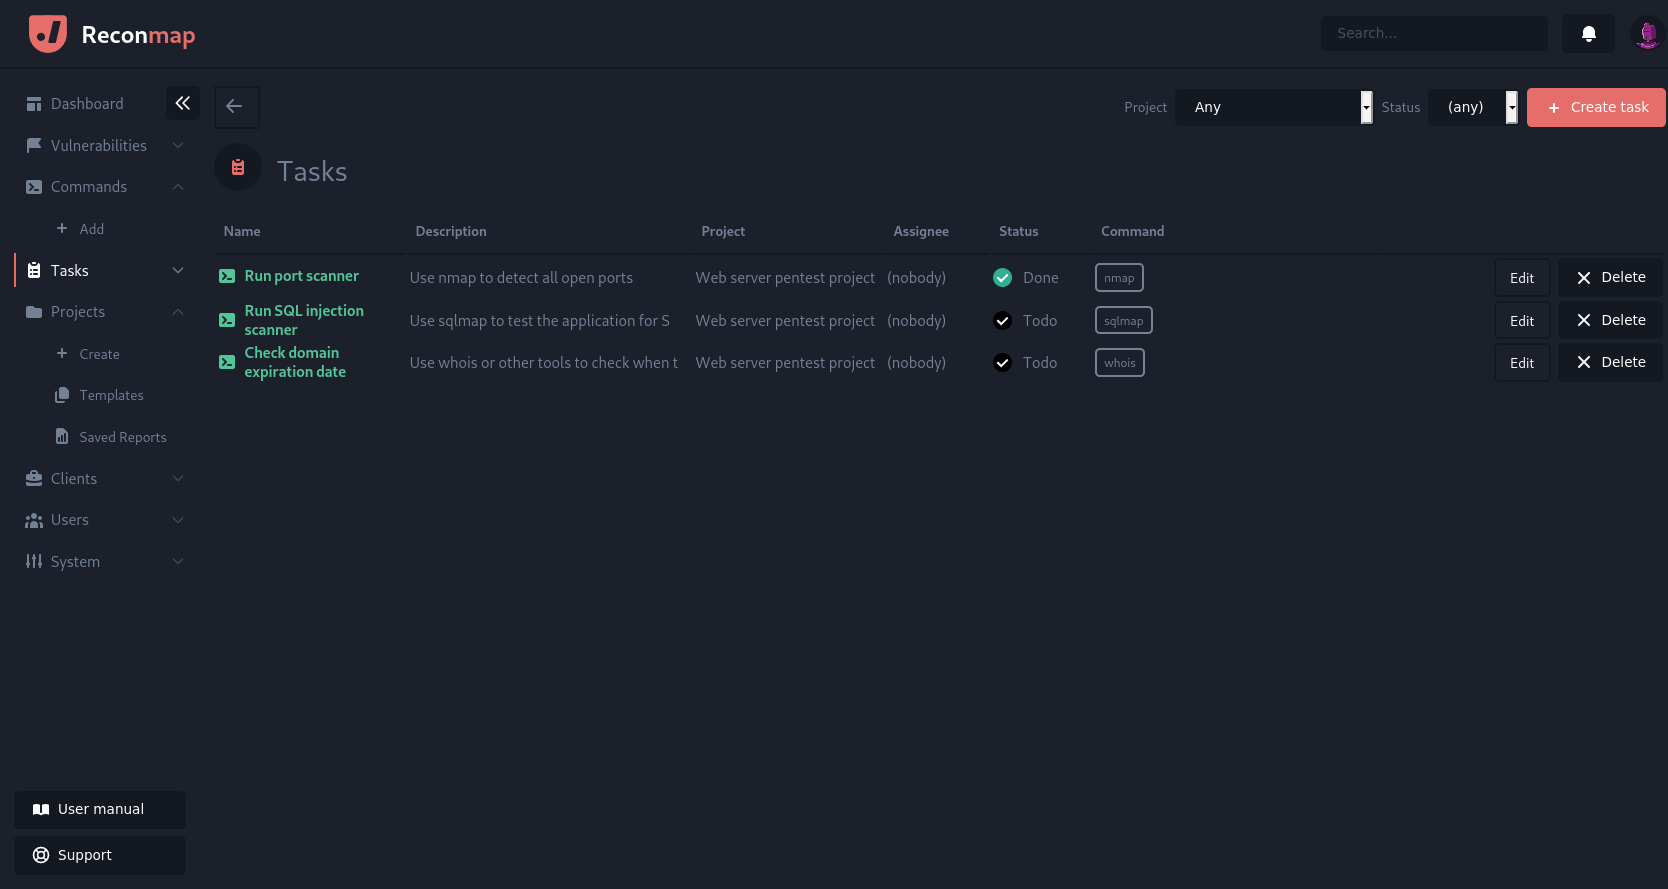 Reconmap
Search...
Dashboard
Vulnerabilities
Commands
Add
Tasks
Projects
Create
Templates
Saved Reports
Clients
Users
System
User manual
Support
Project Any Status (any) + Create task
Tasks
Name Description Project Assignee Status Command
Run port scanner Use nmap to detect all open ports Web server pentest project (nobody) Done nmap Edit Delete
Run SQL injection
scanner Use sqlmap to test the application for S Web server pentest project (nobody) Todo sqlmap Edit Delete
Check domain
expiration date Use whois or other tools to check when t Web server pentest project (nobody) Todo whois Edit Delete